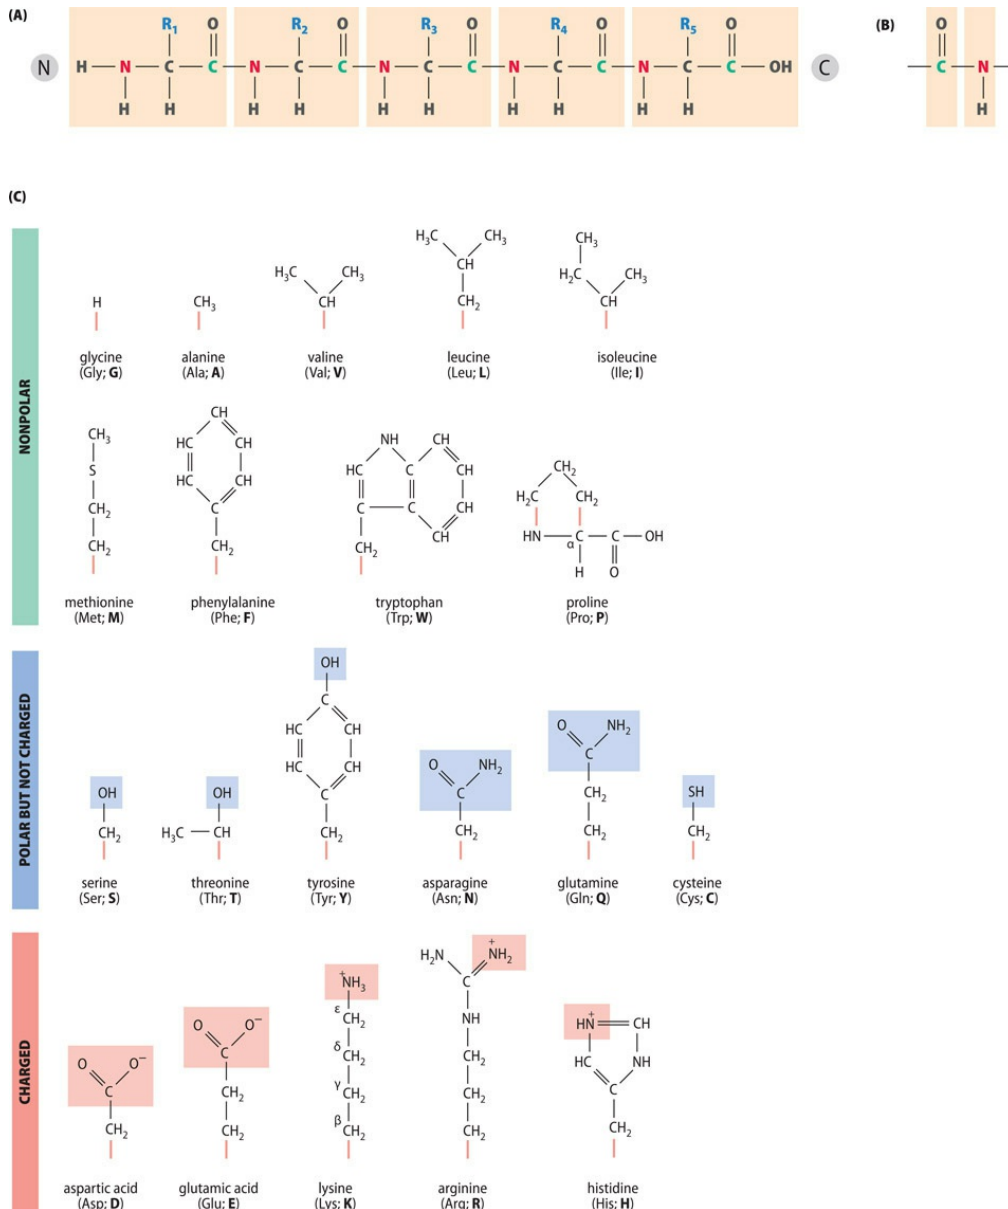 (A)
R1 O R2 O R3 O R4 O R5 O
N H N C C N C C N C C N C C N C C OH C
H H H H H H H H H H
(B)
O
C N
H
(C)
NONPOLAR
H
glycine
(Gly; G)
CH3
alanine
(Ala; A)
H3C CH3
CH
valine
(Val; V)
H3C CH3
CH
CH2
leucine
(Leu; L)
CH3
H2C CH3
CH
isoleucine
(Ile; I)
CH3
S
CH2
CH2
methionine
(Met; M)
CH
HC CH
HC CH
C
CH2
phenylalanine
(Phe; F)
NH CH
HC C CH
C C CH
CH
CH2
tryptophan
(Trp; W)
CH2
H2C CH2
HN C C OH
α
H O
proline
(Pro; P)
POLAR BUT NOT CHARGED
OH
CH2
serine
(Ser; S)
OH
H3C CH
threonine
(Thr; T)
OH
C
HC CH
HC CH
C
CH2
tyrosine
(Tyr; Y)
O NH2
C
CH2
asparagine
(Asn; N)
O NH2
C
CH2
CH2
glutamine
(Gln; Q)
SH
CH2
cysteine
(Cys; C)
CHARGED
O O−
C
CH2
aspartic acid
(Asp; D)
O O−
C
CH2
CH2
glutamic acid
(Glu; E)
+
NH3
ε
CH2
δ
CH2
γ
CH2
β
CH2
lysine
(Lys; K)
+
H2N NH2
C
NH
CH2
CH2
CH2
arginine
(Arg; R)
+
HN CH
HC NH
C
CH2
histidine
(His; H)